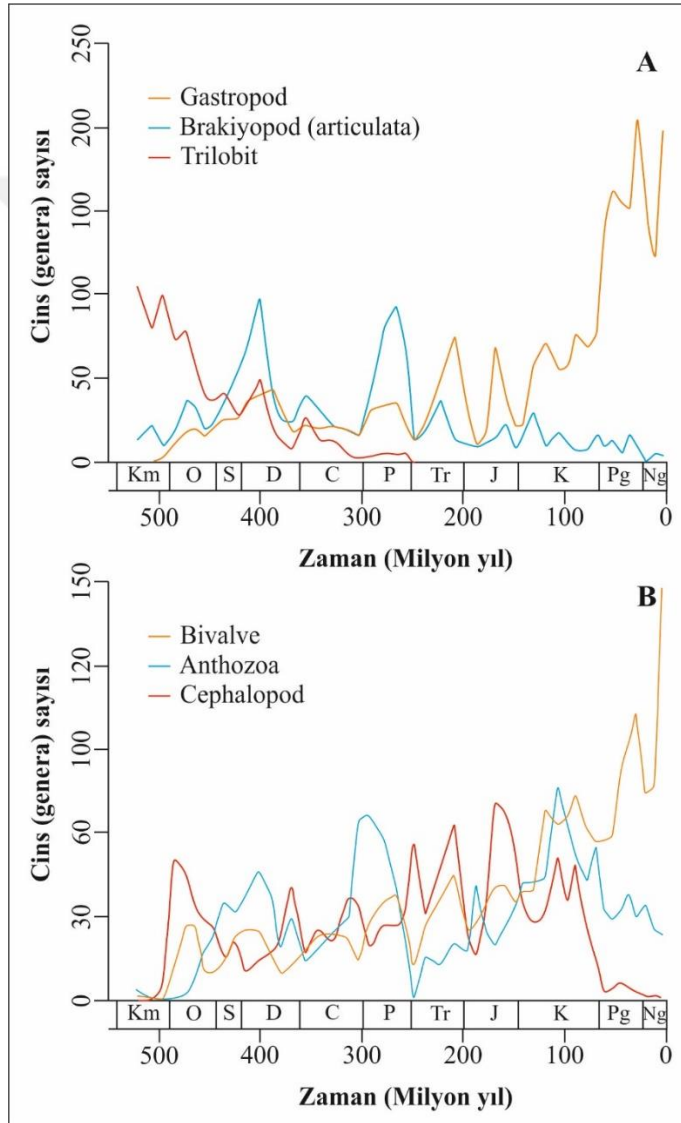 A
Gastropod
Brakiyopod (articulata)
Trilobit
Cins (genera) sayısı
250
200
100
100
50
0
Km O S D C P Tr J K Pg Ng
500 400 300 200 100 0
Zaman (Milyon yıl)
B
Bivalve
Anthozoa
Cephalopod
Cins (genera) sayısı
150
120
100
60
30
0
Km O S D C P Tr J K Pg Ng
500 400 300 200 100 0
Zaman (Milyon yıl)